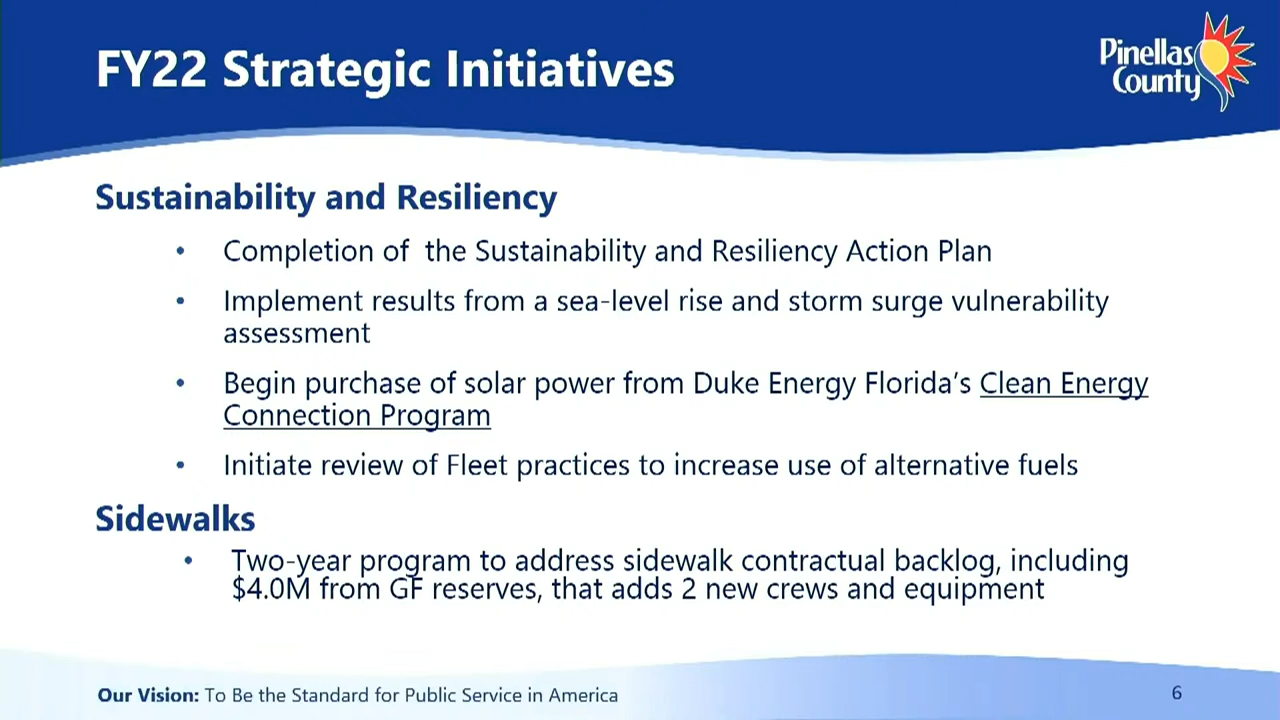 FY22 Strategic Initiatives
Pinellas
County
Sustainability and Resiliency
• Completion of  the Sustainability and Resiliency Action Plan
• Implement results from a sea-level rise and storm surge vulnerability
assessment
• Begin purchase of solar power from Duke Energy Florida’s Clean Energy
Connection Program
• Initiate review of Fleet practices to increase use of alternative fuels
Sidewalks
• Two-year program to address sidewalk contractual backlog, including
$4.0M from GF reserves, that adds 2 new crews and equipment
Our Vision: To Be the Standard for Public Service in America
6